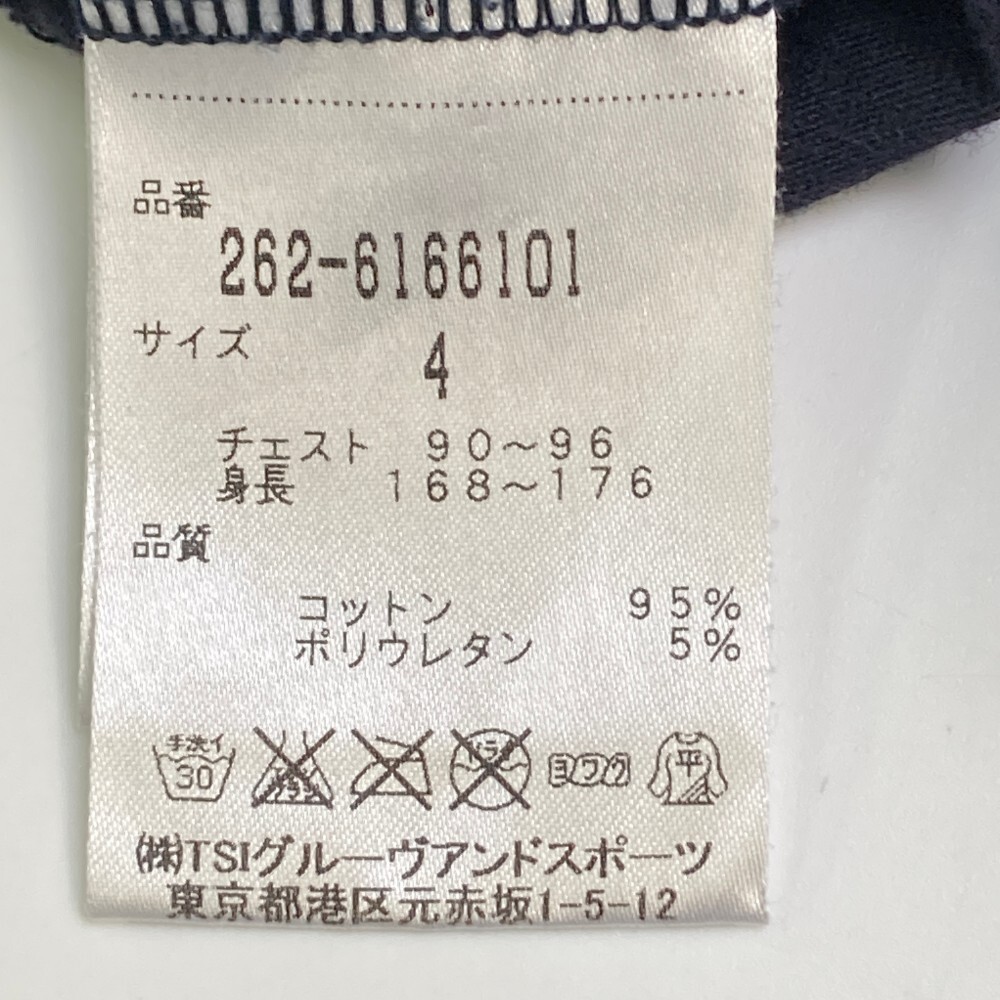 品番
262-6166101
サイズ 4
チェスト 90～96
身長 168～176
品質
コットン 95%
ポリウレタン 5%
手洗イ 30 ドライ ヨワク 平
㈱TSIグルーヴアンドスポーツ
東京都港区元赤坂1-5-12